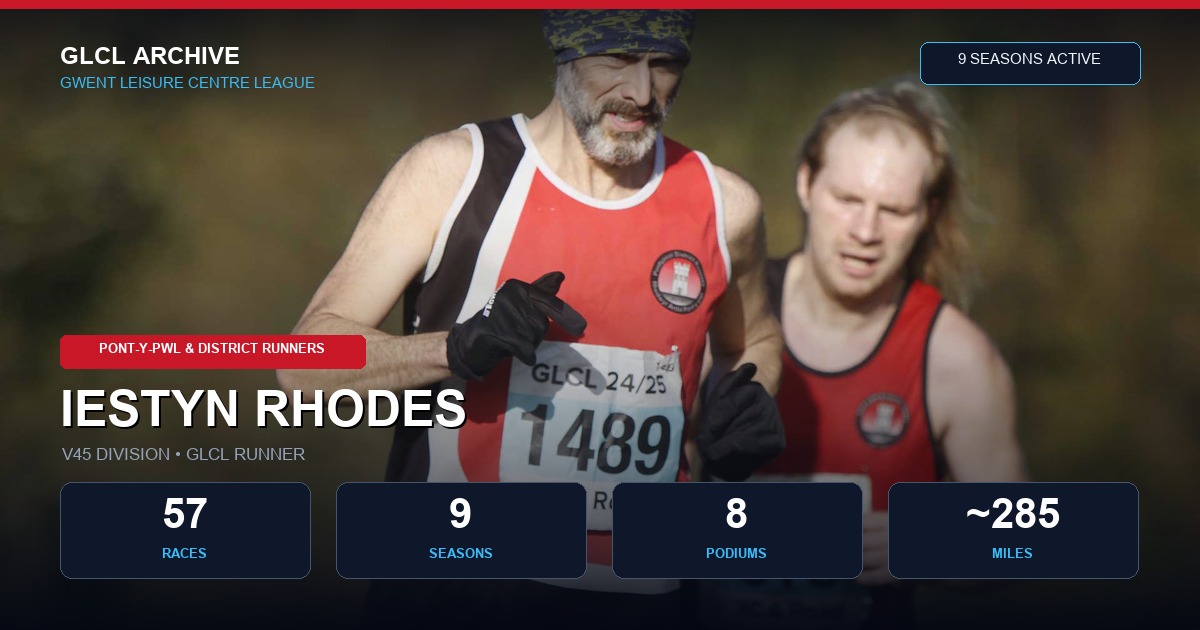 GLCL ARCHIVE
GWENT LEISURE CENTRE LEAGUE
9 SEASONS ACTIVE
GLCL 24/25
1489
PONT-Y-PWL & DISTRICT RUNNERS
IESTYN RHODES
V45 DIVISION • GLCL RUNNER
57
RACES
9
SEASONS
8
PODIUMS
~285
MILES